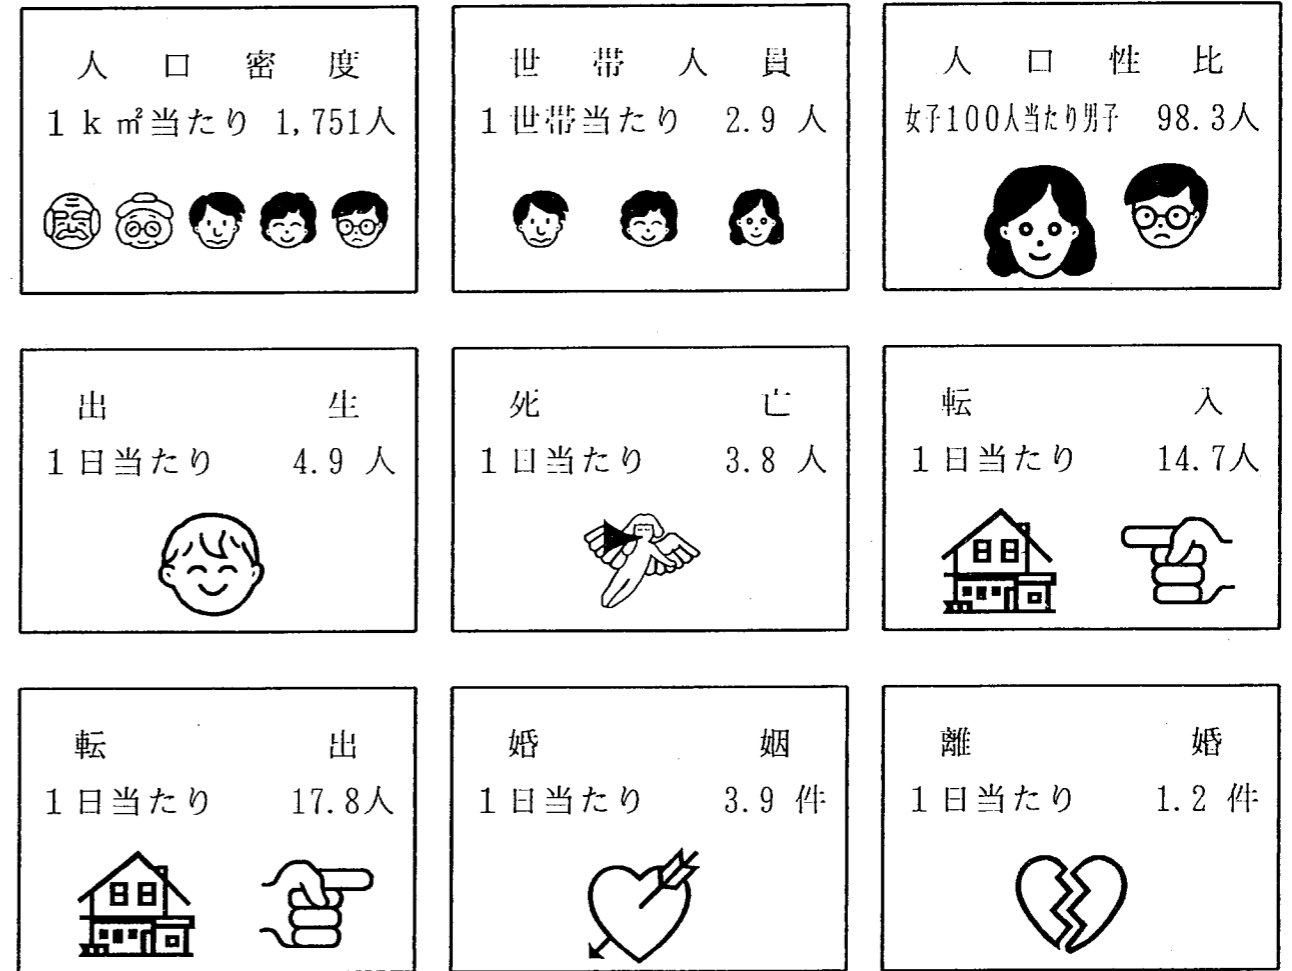 人口密度
1km²当たり 1,751人
世帯人員
1世帯当たり 2.9人
人口性比
女子100人当たり男子 98.3人
出生
1日当たり 4.9人
死亡
1日当たり 3.8人
転入
1日当たり 14.7人
転出
1日当たり 17.8人
婚姻
1日当たり 3.9件
離婚
1日当たり 1.2件